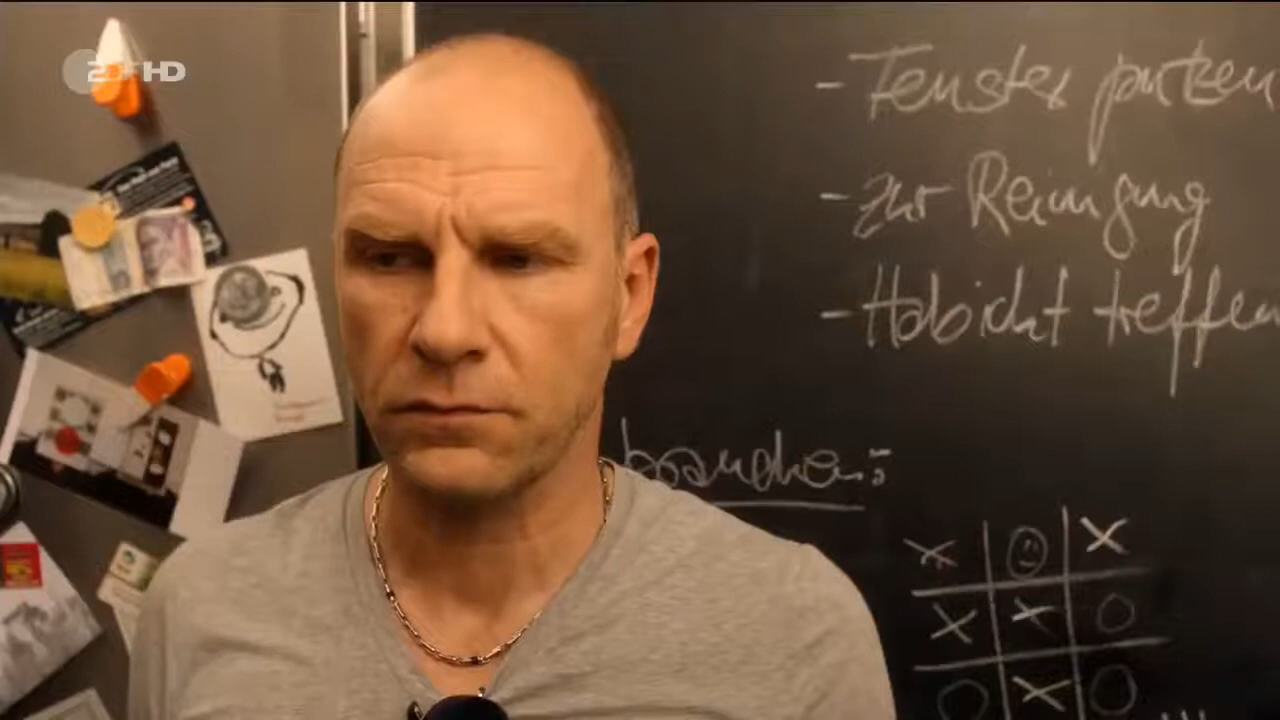 ZDF HD
- Fenster putzen
- zur Reinigung
- Habicht treffen
brauchen:
X ☺ X
X X O
O X O